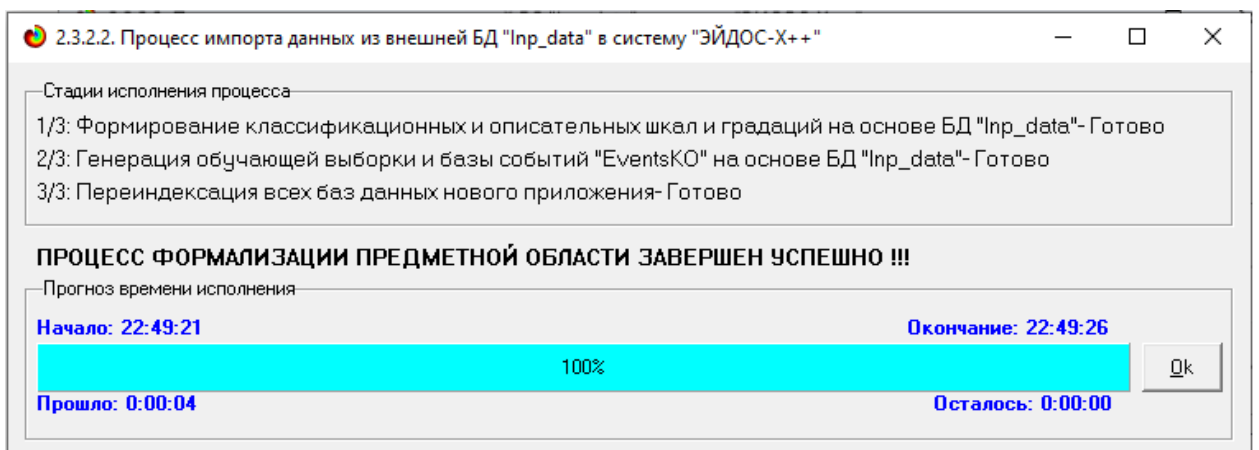 2.3.2.2. Процесс импорта данных из внешней БД "Inp_data" в систему "ЭЙДОС-X++"
Стадии исполнения процесса
1/3: Формирование классификационных и описательных шкал и градаций на основе БД "Inp_data"- Готово
2/3: Генерация обучающей выборки и базы событий "EventsKO" на основе БД "Inp_data"- Готово
3/3: Переиндексация всех баз данных нового приложения- Готово
ПРОЦЕСС ФОРМАЛИЗАЦИИ ПРЕДМЕТНОЙ ОБЛАСТИ ЗАВЕРШЕН УСПЕШНО !!!
Прогноз времени исполнения
Начало: 22:49:21 Окончание: 22:49:26
100% Ok
Прошло: 0:00:04 Осталось: 0:00:00